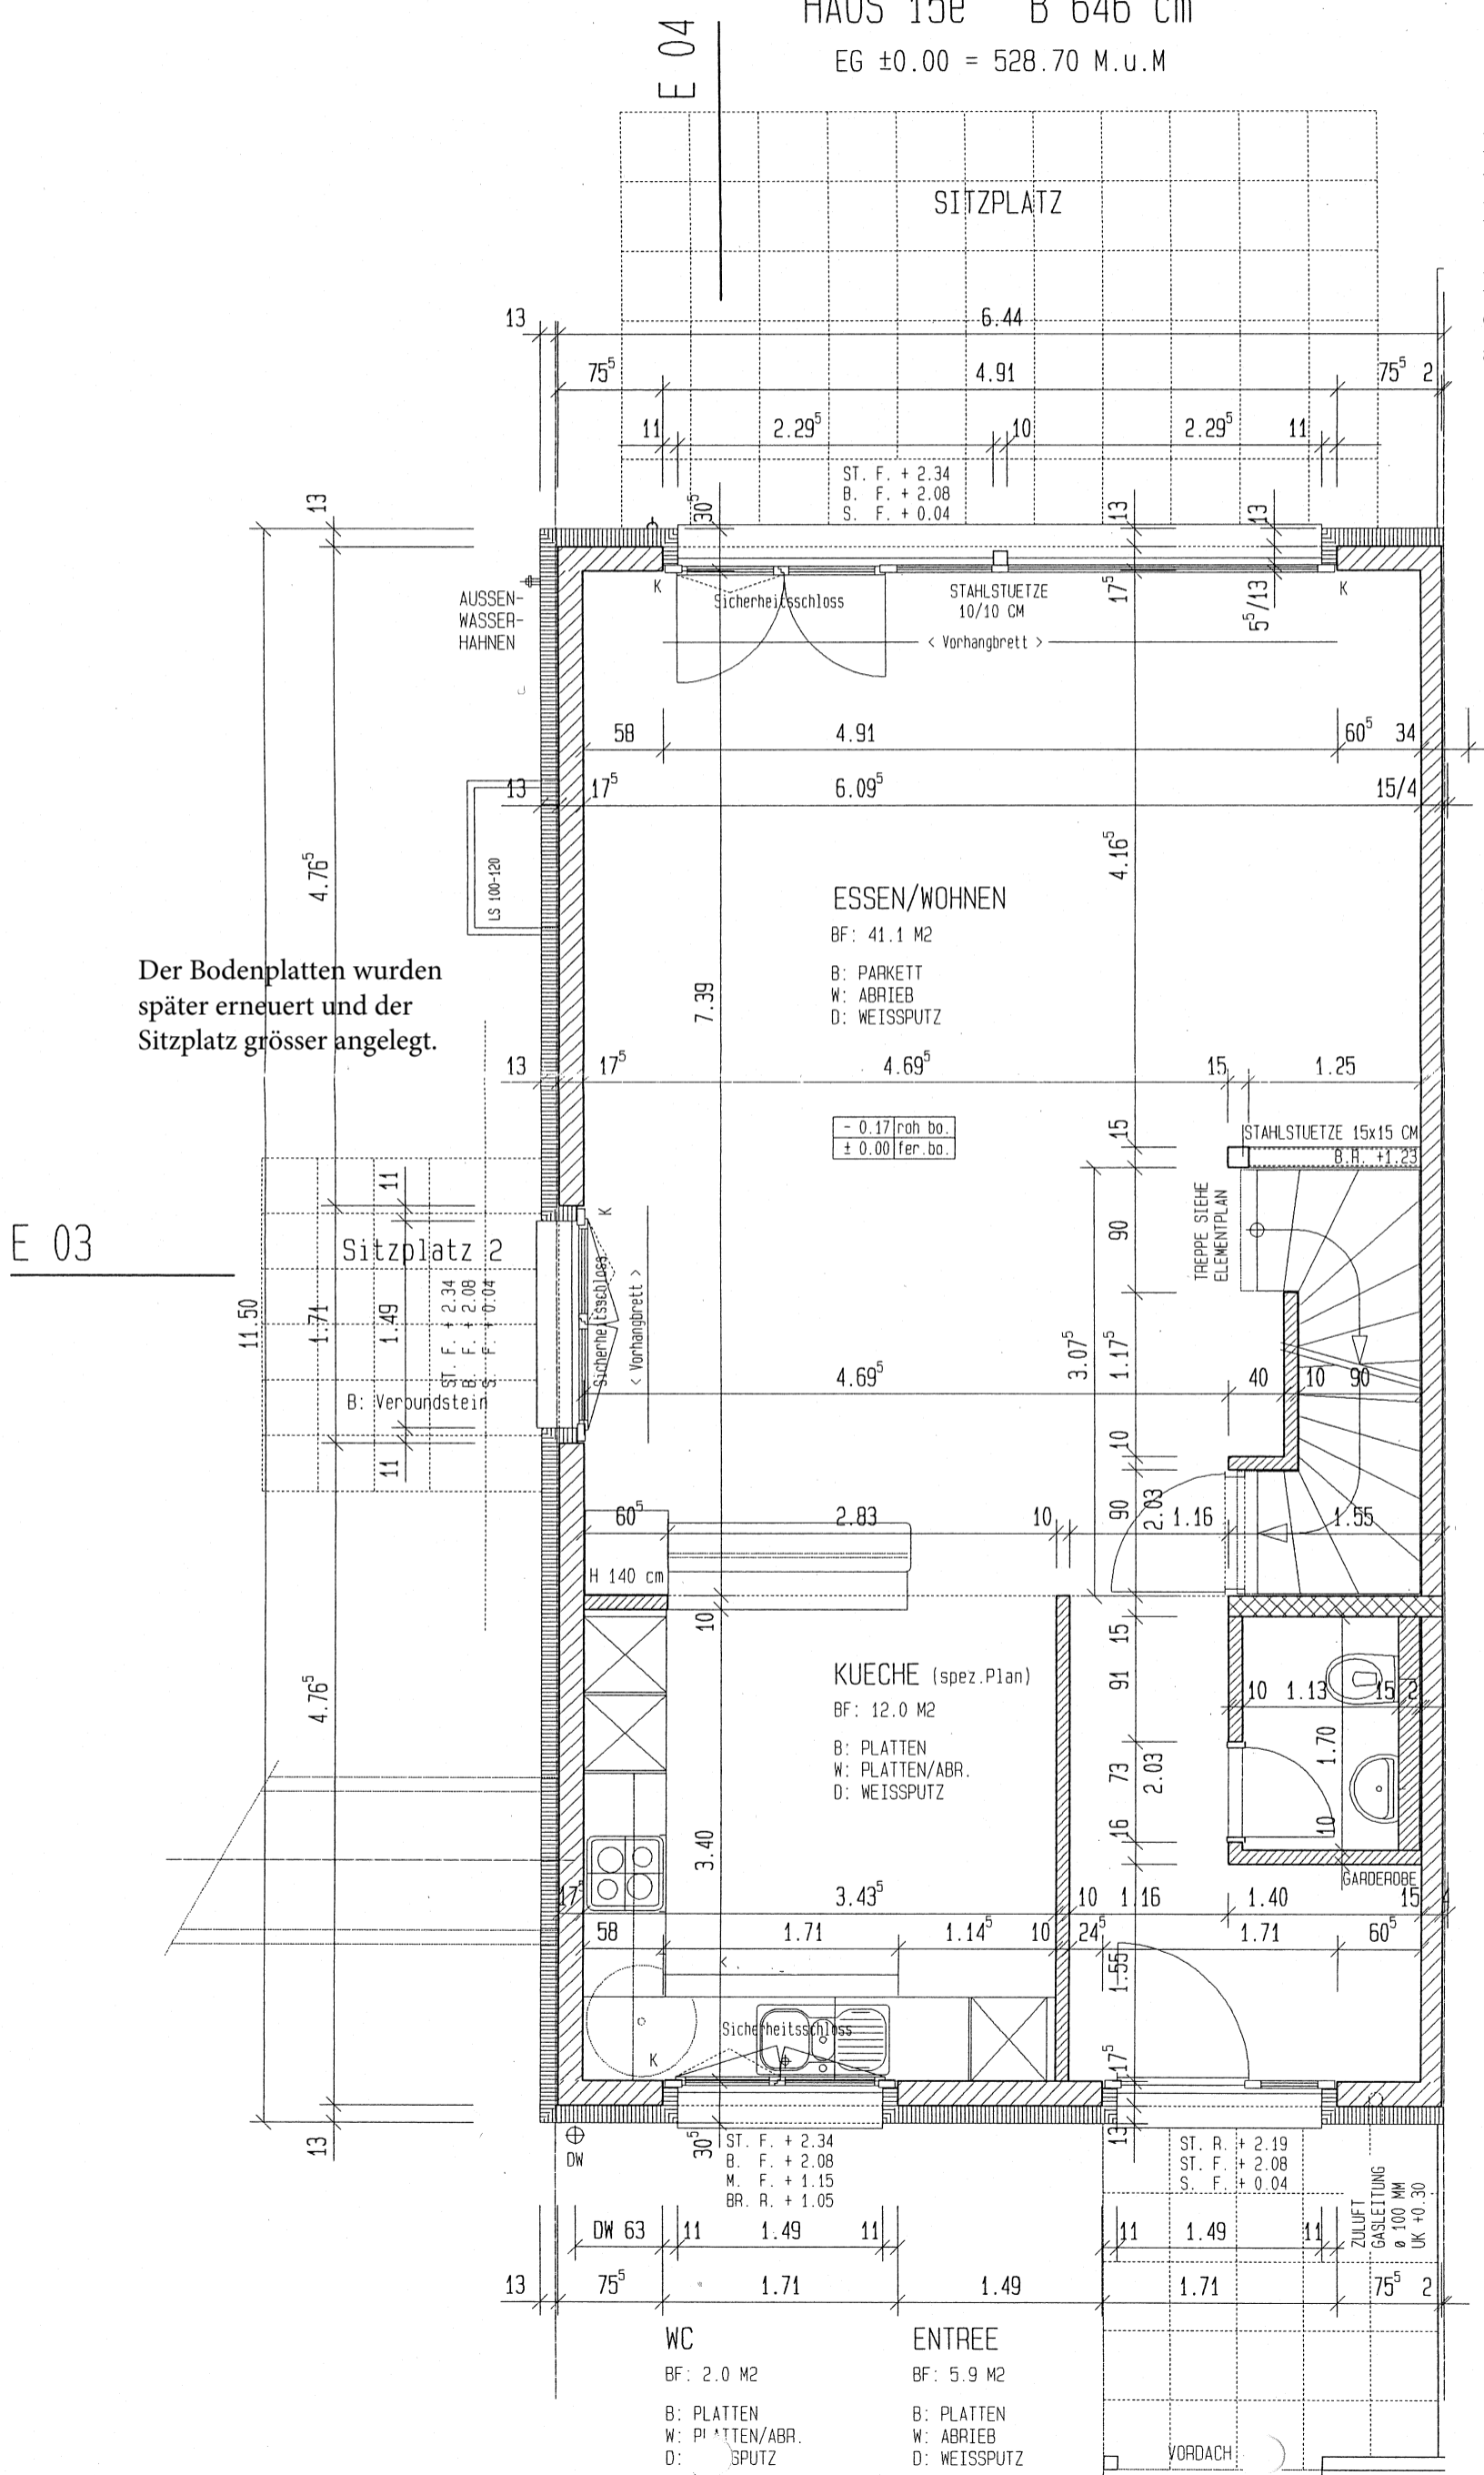 HAUS 15e B 646 cm
E 04
EG ±0.00 = 528.70 M.ü.M
SITZPLATZ
13 6.44
75⁵ 4.91 75⁵ 2
11 2.29⁵ 10 2.29⁵ 11
ST. F. + 2.34
B. F. + 2.08
S. F. + 0.04
13 30⁵ 13 13
K Sicherheitsschloss STAHLSTUETZE 17⁵ K
10/10 CM 5⁵/13
AUSSEN-
WASSER-
HAHNEN
< Vorhangbrett >
58 4.91 60⁵ 34
13 17⁵ 6.09⁵ 15/4
4.76⁵ LS 100-120 4.16⁵
ESSEN/WOHNEN
BF: 41.1 M2
B: PARKETT
W: ABRIEB
D: WEISSPUTZ
7.39
Der Bodenplatten wurden
später erneuert und der
Sitzplatz grösser angelegt.
13 17⁵ 4.69⁵ 15 1.25
- 0.17 roh bo.
± 0.00 fer.bo.
15 STAHLSTUETZE 15x15 CM
B.R. +1.23
TREPPE SIEHE
ELEMENTPLAN
11 K 90
E 03
Sitzplatz 2
11.50 1.71 1.49
ST. F. + 2.34
B. F. + 2.08
S. F. + 0.04
Sicherheitsschloss
< Vorhangbrett >
3.07⁵ 1.17⁵
4.69⁵ 40 10 90
B: Verbundstein
11 10
60⁵ 2.83 10 90 2.03 1.16 1.55
H 140 cm
10 15
KUECHE (spez.Plan)
BF: 12.0 M2
B: PLATTEN
W: PLATTEN/ABR.
D: WEISSPUTZ
4.76⁵ 91 10 1.13 15 2
73 2.03 1.70
3.40 16 10
GARDEROBE
17⁵ 3.43⁵ 10 1.16 1.40 15 4
58 1.71 1.14⁵ 10 24⁵ 1.71 60⁵
1.55
Sicherheitsschloss
K
17⁵
13 DW 30⁵ 13
ST. F. + 2.34
B. F. + 2.08
M. F. + 1.15
BR. R. + 1.05
ST. R. + 2.19
ST. F. + 2.08
S. F. + 0.04
ZULUFT
GASLEITUNG
ø 100 MM
UK +0.30
DW 63 11 1.49 11 11 1.49 11
13 75⁵ 1.71 1.49 1.71 75⁵ 2
WC
BF: 2.0 M2
B: PLATTEN
W: PLATTEN/ABR.
D: SPUTZ
ENTREE
BF: 5.9 M2
B: PLATTEN
W: ABRIEB
D: WEISSPUTZ
VORDACH